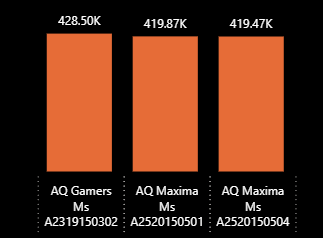 428.50K 419.87K 419.47K
AQ Gamers AQ Maxima AQ Maxima
Ms Ms Ms
A2319150302 A2520150501 A2520150504